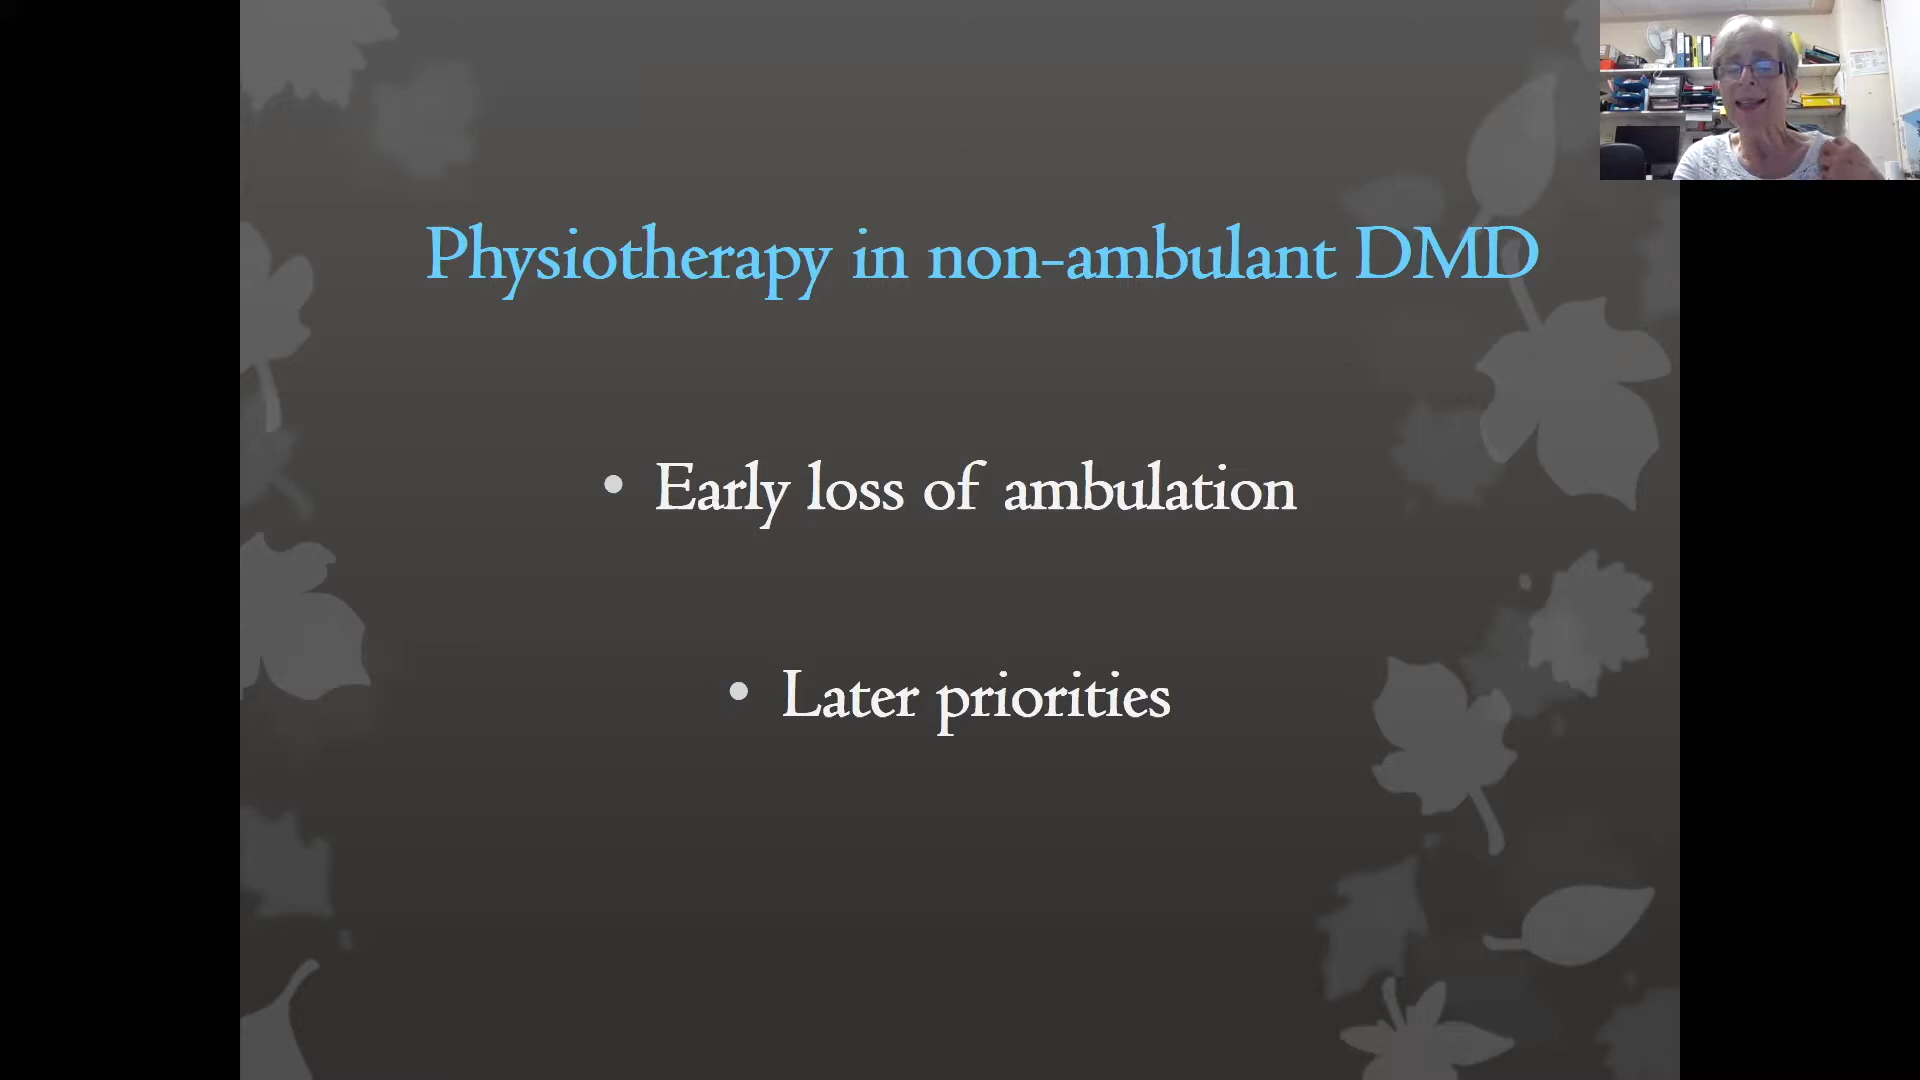 Physiotherapy in non-ambulant DMD
• Early loss of ambulation
• Later priorities